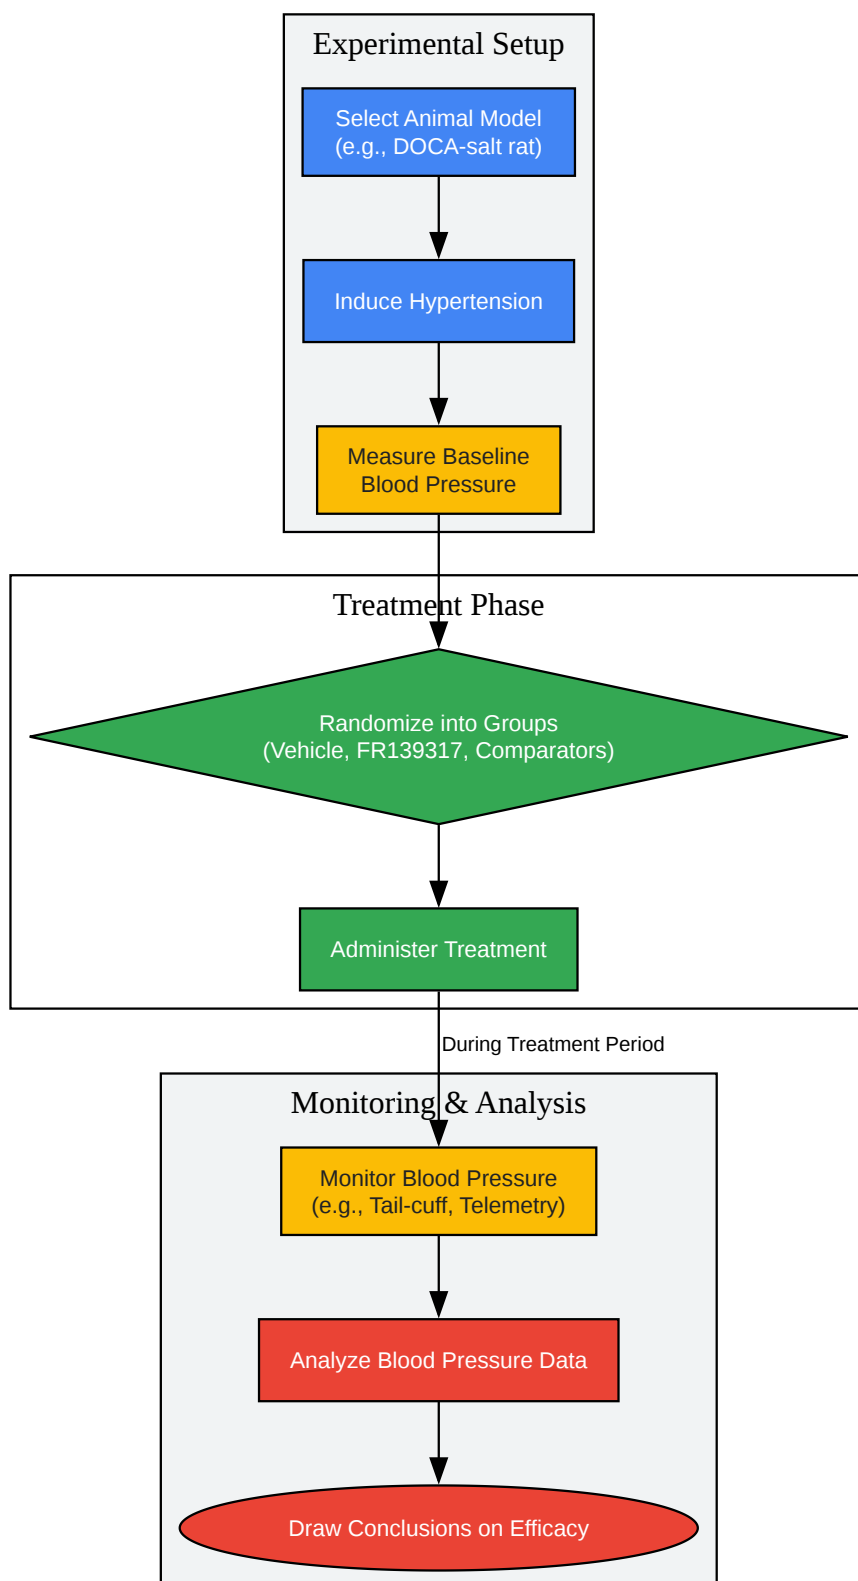 Experimental Setup
Select Animal Model
(e.g., DOCA-salt rat)
Induce Hypertension
Measure Baseline
Blood Pressure
Treatment Phase
Randomize into Groups
(Vehicle, FR139317, Comparators)
Administer Treatment
During Treatment Period
Monitoring & Analysis
Monitor Blood Pressure
(e.g., Tail-cuff, Telemetry)
Analyze Blood Pressure Data
Draw Conclusions on Efficacy